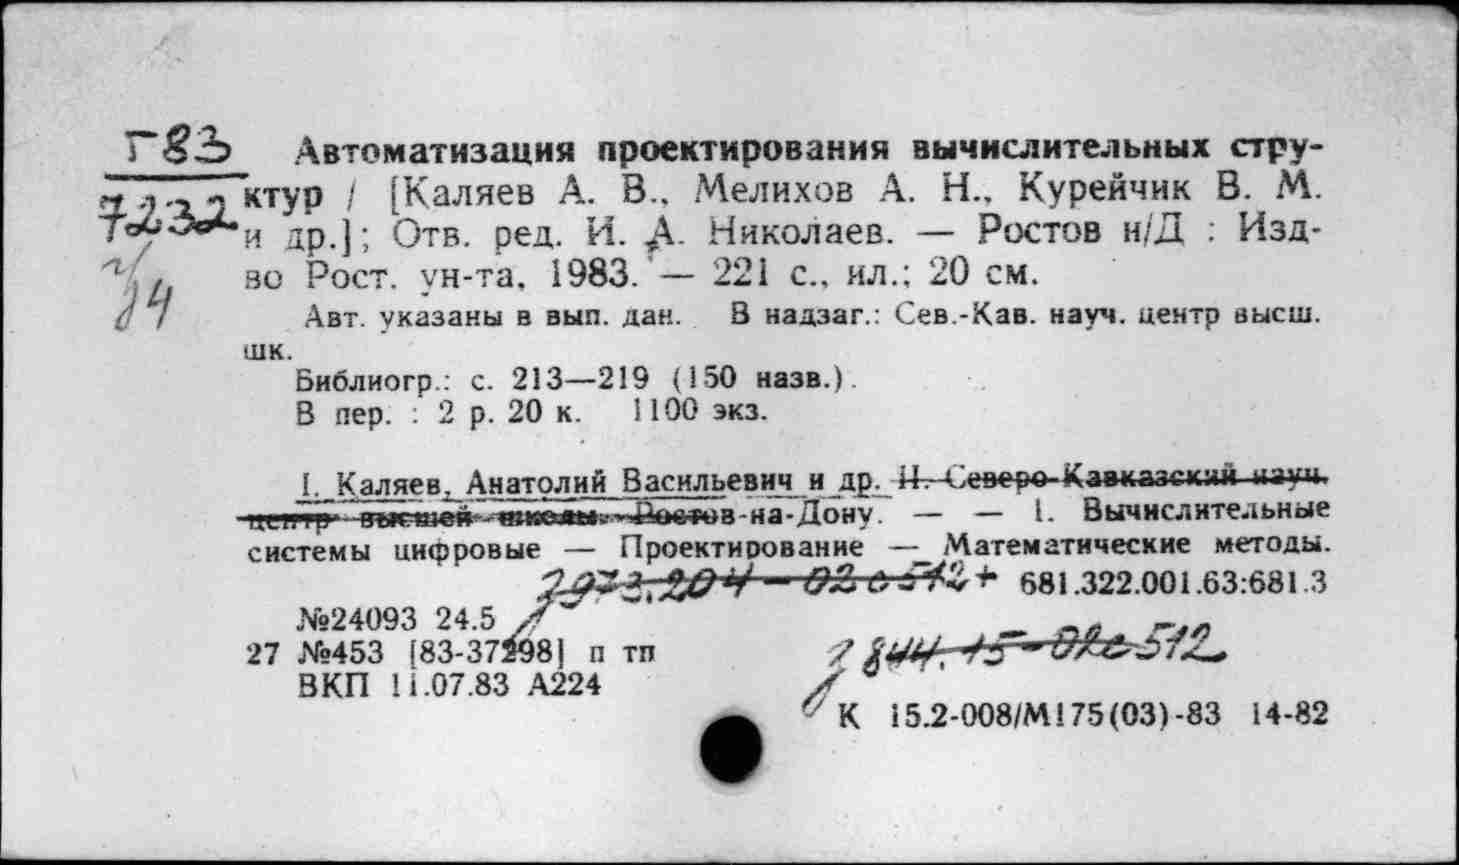 Г83 Автоматизация проектирования вычислительных стру-
ктур / [Каляев А. В., Мелихов А. Н., Курейчик В. М.
и др.]; Отв. ред. И. А. Николаев. — Ростов н/Д : Изд-
во Рост. ун-та, 1983. — 221 с., ил.; 20 см.
14
Авт. указаны в вып. дан. В надзаг.: Сев.-Кав. науч. центр высш.
шк.
Библиогр.: с. 213—219 (150 назв.).
В пер. : 2 р. 20 к. 1100 экз.
I. Каляев, Анатолий Васильевич и др. II. Северо-Кавказский науч.
центр высшей школы. Ростов-на-Дону. — — 1. Вычислительные
системы цифровые — Проектирование — Математические методы.
681.322.001.63:681.3
№24093 24.5
27 №453 [83-37298] п тп
ВКП 11.07.83 А224
К 15.2-008/М175(03)-83 14-82